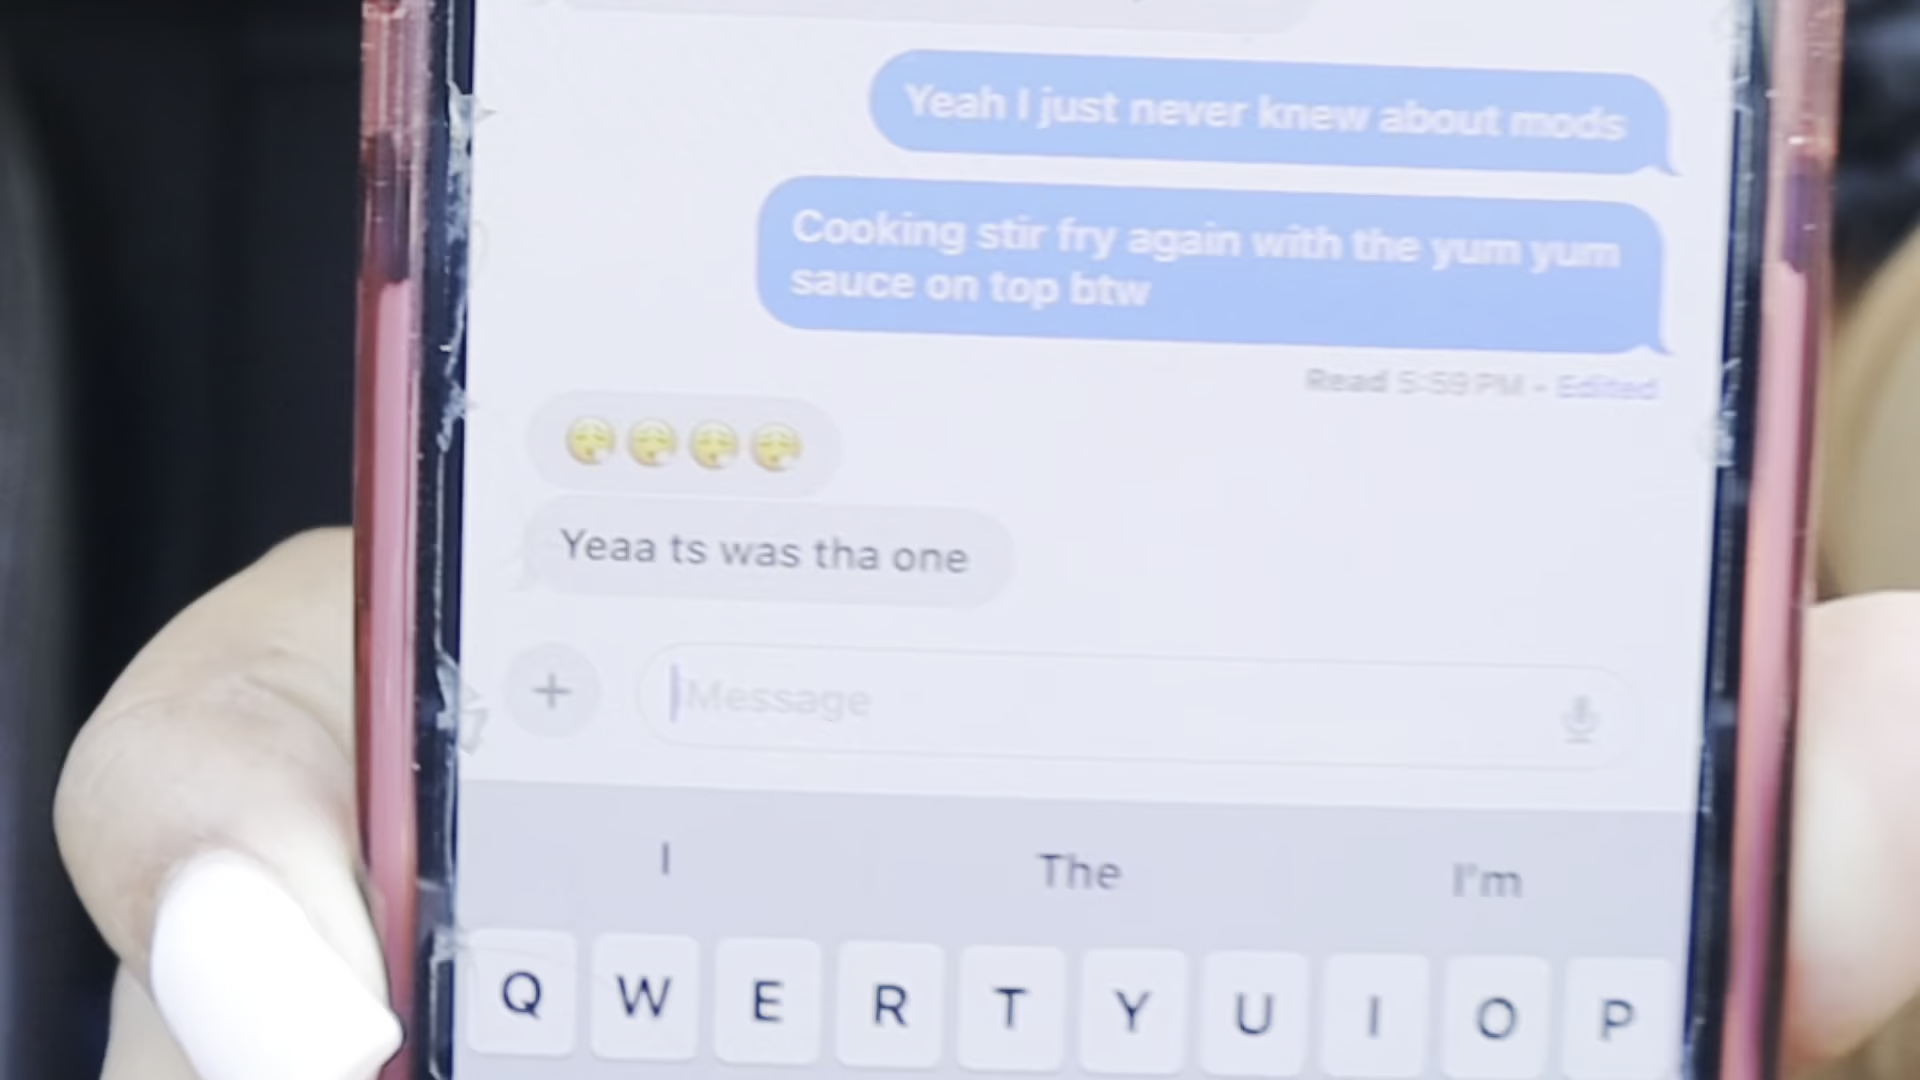 Yeah I just never knew about mods
Cooking stir fry again with the yum yum
sauce on top btw
Read 5:59 PM - Edited
😮‍💨😮‍💨😮‍💨😮‍💨
Yeaa ts was tha one
+
Message
I The I'm
Q W E R T Y U I O P